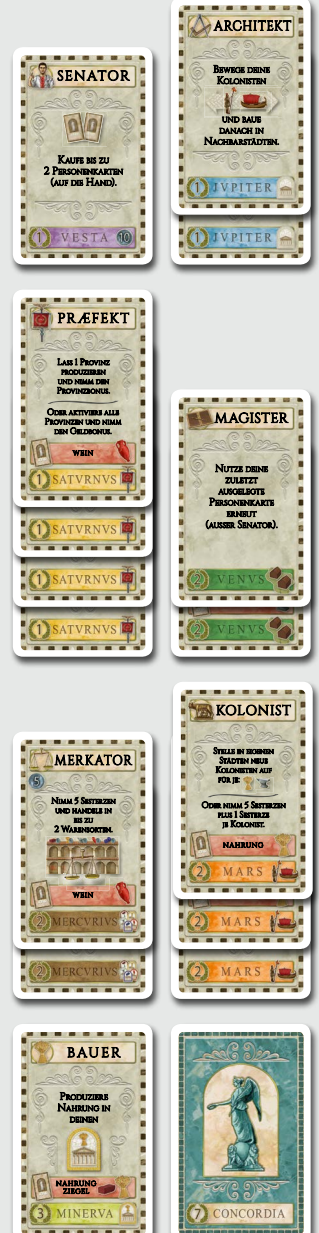 SENATOR
KAUFE BIS ZU
2 PERSONENKARTEN
(AUF DIE HAND).
1 VESTA 10
ARCHITEKT
BEWEGE DEINE
KOLONISTEN
UND BAUE
DANACH IN
NACHBARSTÄDTEN.
1 JVPITER
1 JVPITER
PRÆFEKT
LASS 1 PROVINZ
PRODUZIEREN
UND NIMM DEN
PROVINZBONUS.
ODER AKTIVIERE ALLE
PROVINZEN UND NIMM
DEN GELDBONUS.
WEIN
1 SATVRNVS
1 SATVRNVS
1 SATVRNVS
1 SATVRNVS
MAGISTER
NUTZE DEINE
ZULETZT
AUSGELEGTE
PERSONENKARTE
ERNEUT
(AUSSER SENATOR).
2 VENVS
2 VENVS
MERKATOR
5
NIMM 5 SESTERZEN
UND HANDELE IN
BIS ZU
2 WARENSORTEN.
WEIN
2 MERCVRIVS
2 MERCVRIVS
KOLONIST
STELLE IN EIGENEN
STÄDTEN NEUE
KOLONISTEN AUF
FÜR JE:
ODER NIMM 5 SESTERZEN
PLUS 1 SESTERZE
JE KOLONIST.
NAHRUNG
2 MARS
2 MARS
2 MARS
BAUER
PRODUZIERE
NAHRUNG IN
DEINEN
NAHRUNG
ZIEGEL
3 MINERVA
7 CONCORDIA